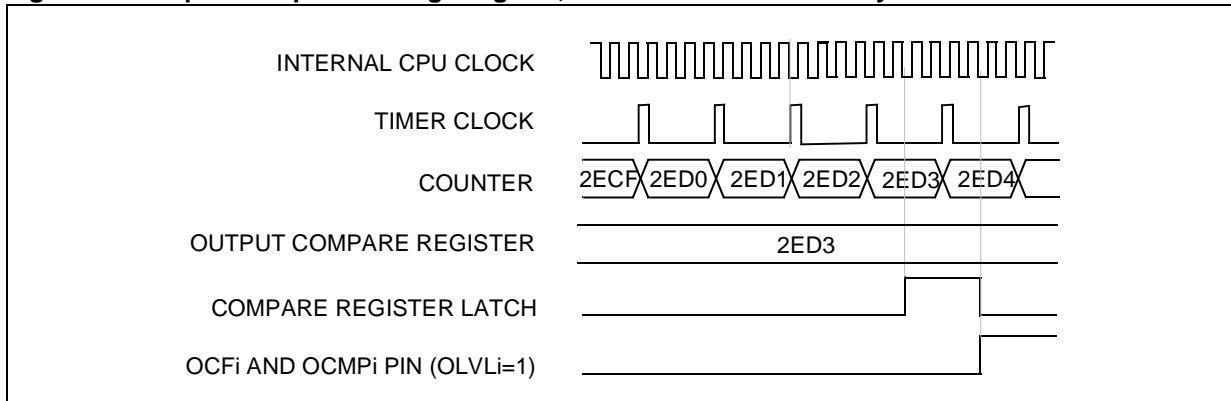 INTERNAL CPU CLOCK
TIMER CLOCK
COUNTER 2ECF 2ED0 2ED1 2ED2 2ED3 2ED4
OUTPUT COMPARE REGISTER 2ED3
COMPARE REGISTER LATCH
OCFi AND OCMPi PIN (OLVLi=1)